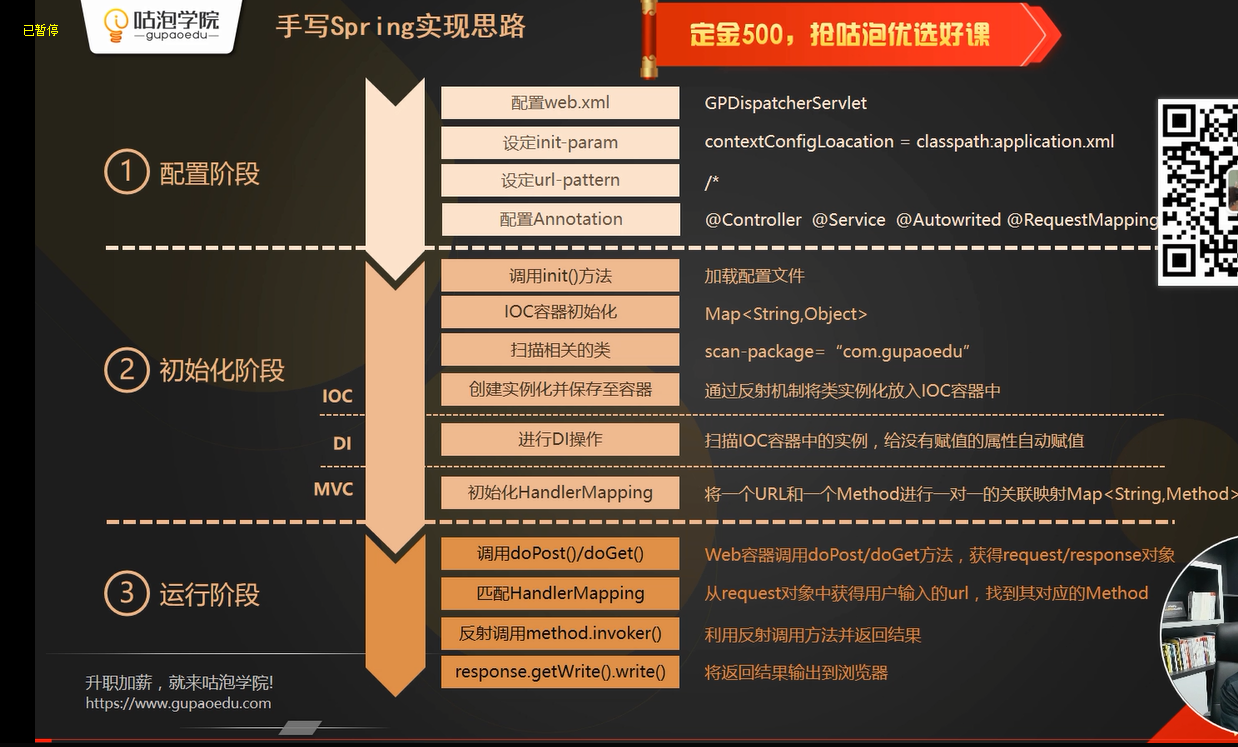 已暂停
咕泡学院
gupaoedu
手写Spring实现思路
定金500，抢咕泡优选好课
1 配置阶段
配置web.xml GPDispatcherServlet
设定init-param contextConfigLoacation = classpath:application.xml
设定url-pattern /*
配置Annotation @Controller @Service @Autowrited @RequestMapping
2 初始化阶段
调用init()方法 加载配置文件
IOC容器初始化 Map<String,Object>
扫描相关的类 scan-package=“com.gupaoedu”
IOC
创建实例化并保存至容器 通过反射机制将类实例化放入IOC容器中
DI
进行DI操作 扫描IOC容器中的实例，给没有赋值的属性自动赋值
MVC
初始化HandlerMapping 将一个URL和一个Method进行一对一的关联映射Map<String,Method>
3 运行阶段
调用doPost()/doGet() Web容器调用doPost/doGet方法，获得request/response对象
匹配HandlerMapping 从request对象中获得用户输入的url，找到其对应的Method
反射调用method.invoker() 利用反射调用方法并返回结果
response.getWrite().write() 将返回结果输出到浏览器
升职加薪，就来咕泡学院!
https://www.gupaoedu.com